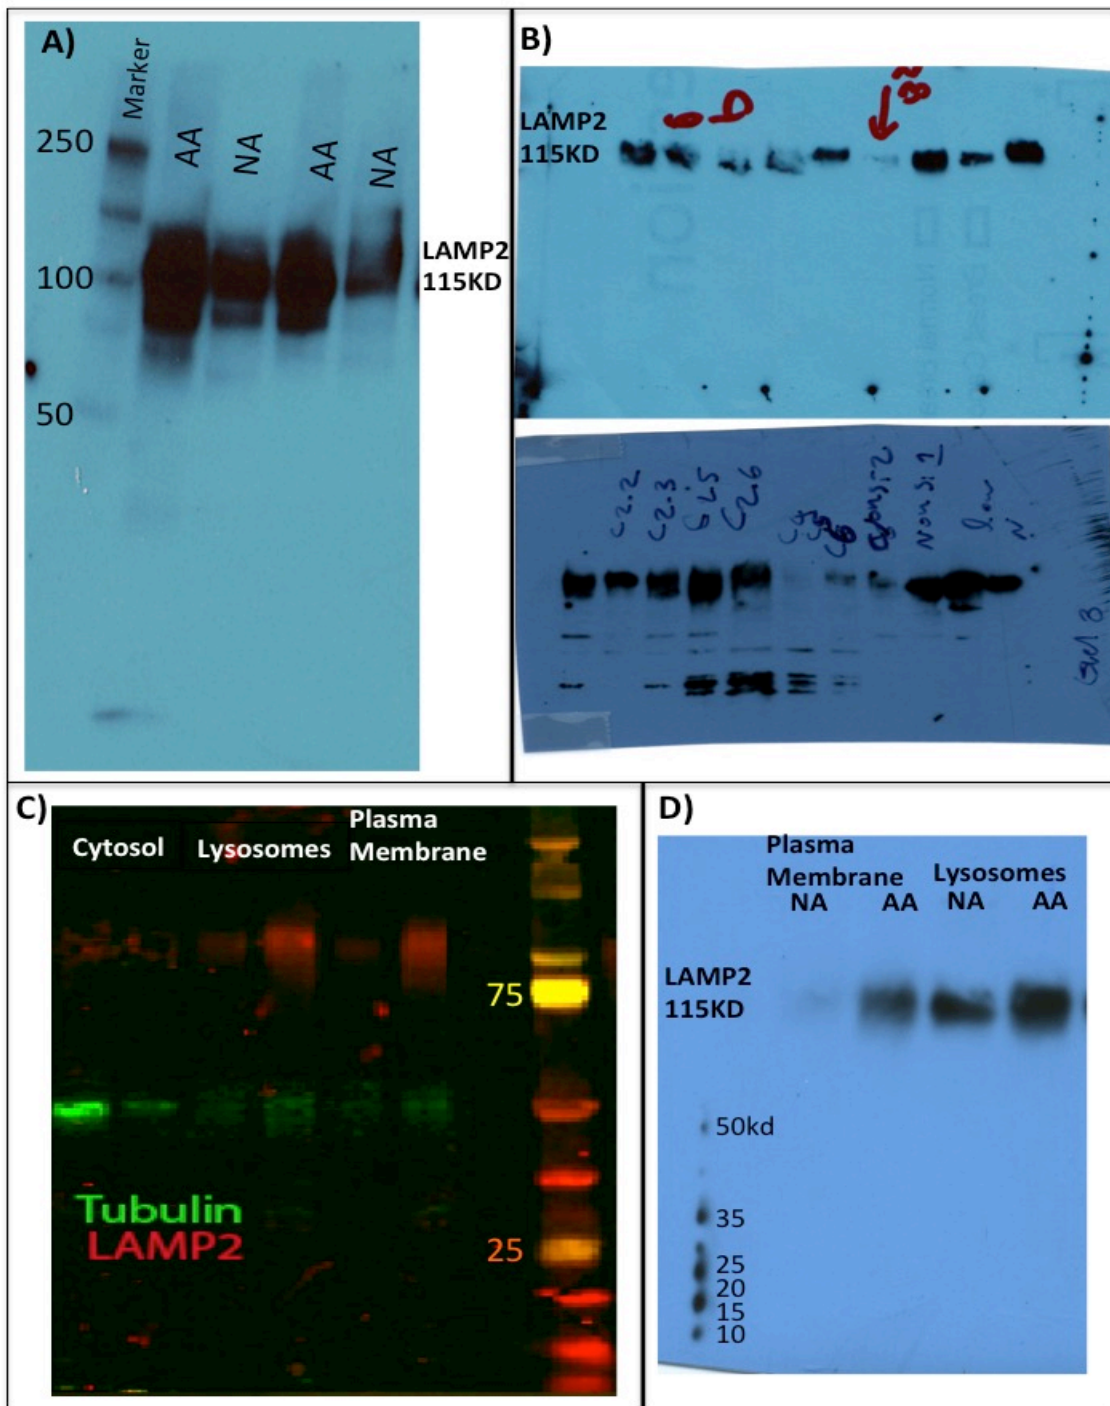 A)
Marker
AA
NA
AA
NA
250
100
50
LAMP2
115KD
B)
LAMP2
115KD
D
C2.2
C2.3
C2.6
Nonsi 1
low
N
C)
Cytosol
Lysosomes
Plasma
Membrane
75
25
Tubulin
LAMP2
D)
Plasma
Membrane
Lysosomes
NA AA NA AA
LAMP2
115KD
50kd
35
25
20
15
10